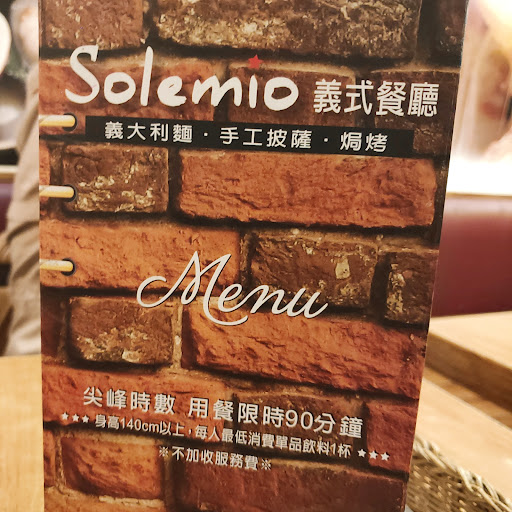 Solemio 義式餐廳
義大利麵・手工披薩・焗烤
Menu
尖峰時數 用餐限時90分鐘
★★★ 身高140cm以上,每人最低消費單品飲料1杯 ★★★
※不加收服務費※